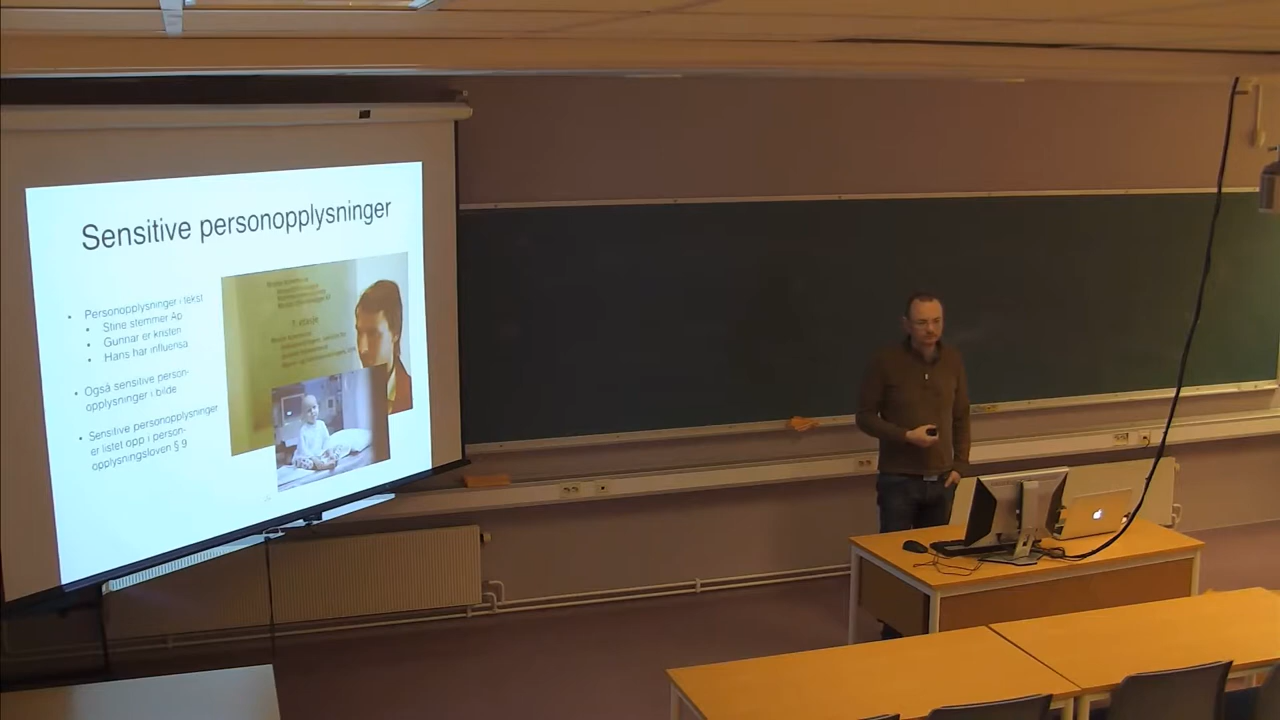 Sensitive personopplysninger
• Personopplysninger i tekst
• Stine stemmer Ap
• Gunnar er kristen
• Hans har influensa
• Også sensitive person-
opplysninger i bilde
• Sensitive personopplysninger
er listet opp i person-
opplysningsloven § 9